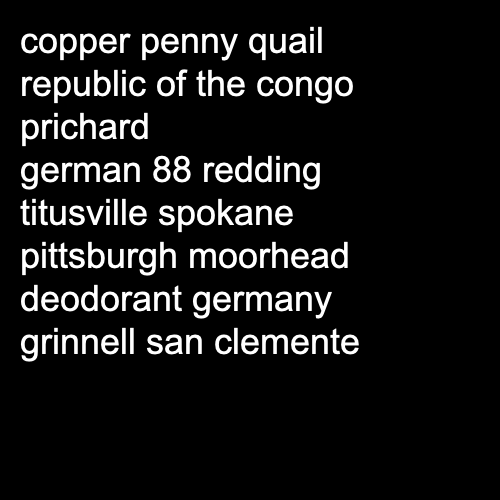 copper penny quail
republic of the congo
prichard
german 88 redding
titusville spokane
pittsburgh moorhead
deodorant germany
grinnell san clemente